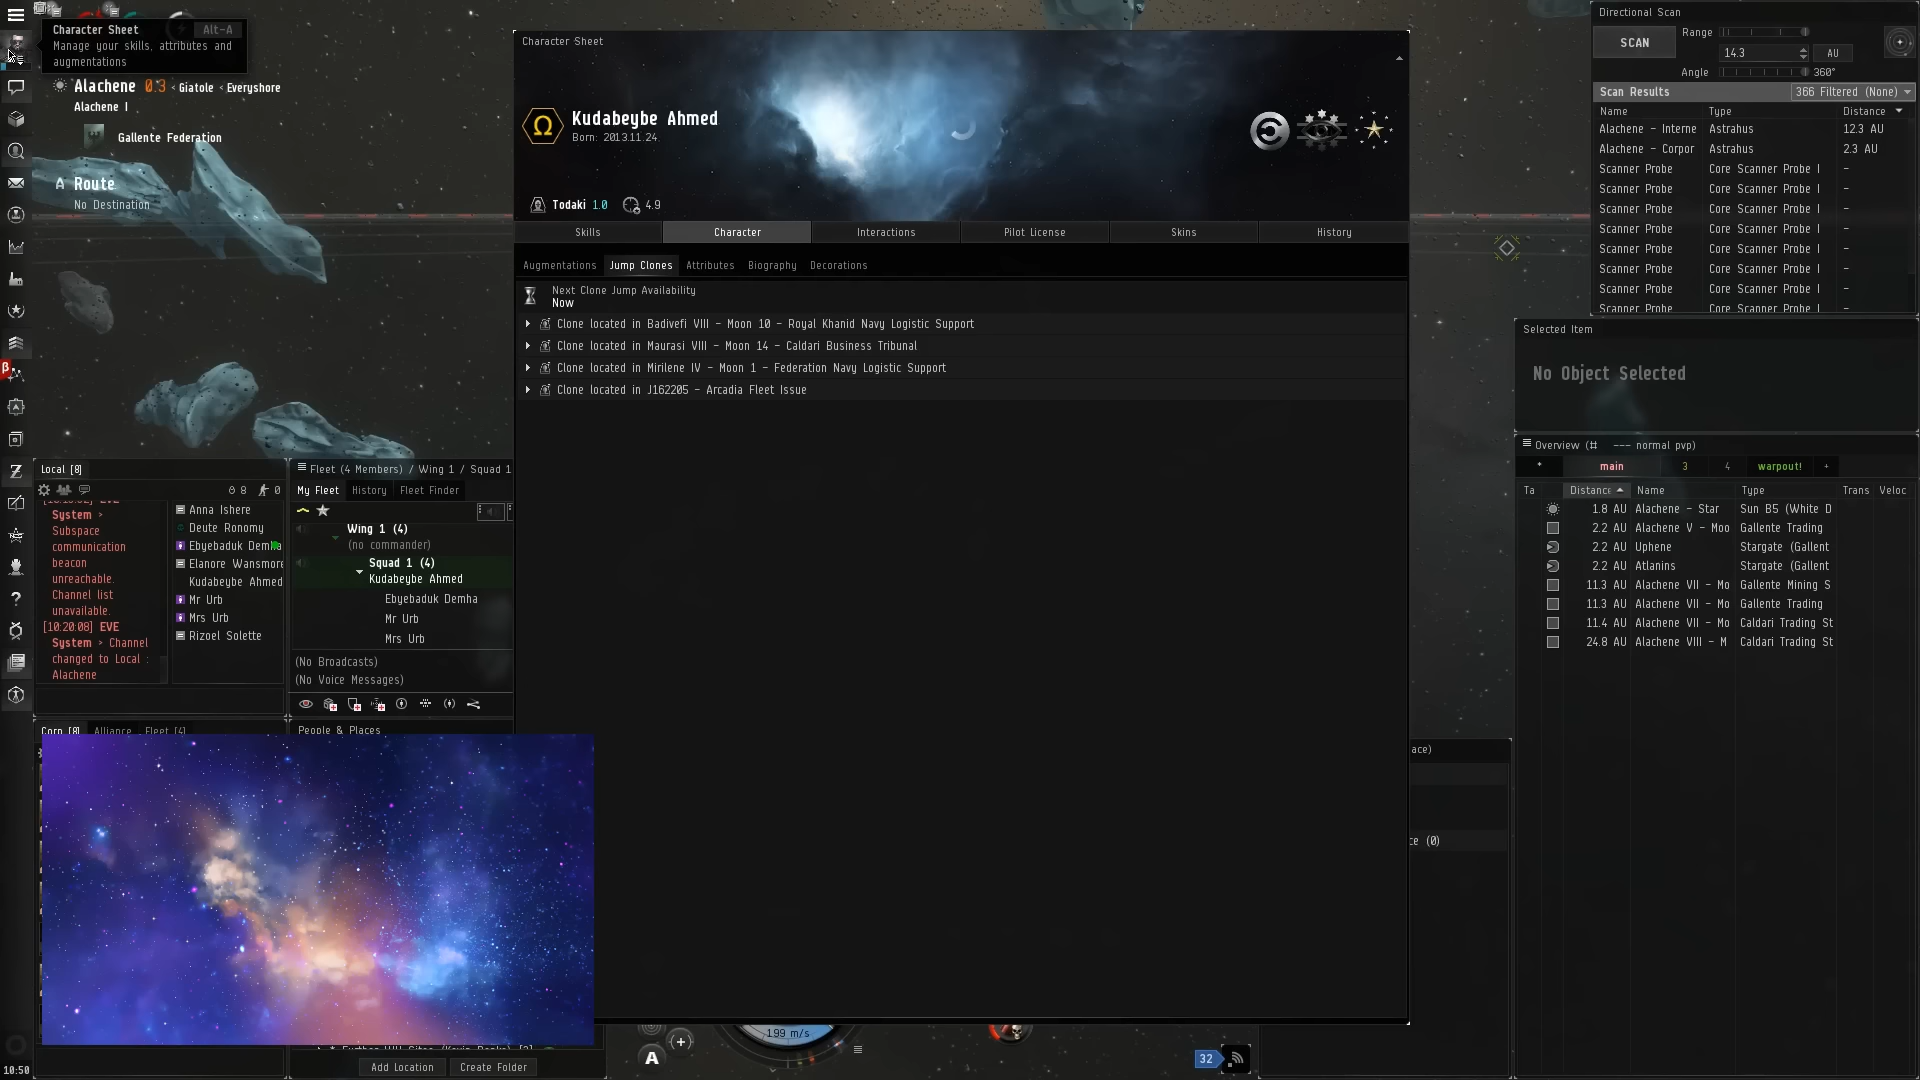 Character Sheet
Alt-A
Manage your skills, attributes and
augmentations
Alachene 0.3 < Giatole < Everyshore
Alachene I
Gallente Federation
A Route
No Destination
Character Sheet
Ω
Kudabeybe Ahmed
Born: 2013.11.24.
Todaki 1.0
4.9
Skills
Character
Interactions
Pilot License
Skins
History
Augmentations
Jump Clones
Attributes
Biography
Decorations
Next Clone Jump Availability
Now
Clone located in Badivefi VIII - Moon 10 - Royal Khanid Navy Logistic Support
Clone located in Maurasi VIII - Moon 14 - Caldari Business Tribunal
Clone located in Mirilene IV - Moon 1 - Federation Navy Logistic Support
Clone located in J162205 - Arcadia Fleet Issue
Directional Scan
SCAN
Range
14.3
AU
Angle
360°
Scan Results
366 Filtered (None)
Name Type Distance
Alachene - Interne Astrahus 12.3 AU
Alachene - Corpor Astrahus 2.3 AU
Scanner Probe Core Scanner Probe I -
Scanner Probe Core Scanner Probe I -
Scanner Probe Core Scanner Probe I -
Scanner Probe Core Scanner Probe I -
Scanner Probe Core Scanner Probe I -
Scanner Probe Core Scanner Probe I -
Scanner Probe Core Scanner Probe I -
Scanner Probe Core Scanner Probe I -
Selected Item
No Object Selected
Overview (# --- normal pvp)
* main 3 4 warpout! +
Ta Distance Name Type Trans Veloc
1.8 AU Alachene - Star Sun B5 (White D
2.2 AU Alachene V - Moo Gallente Trading
2.2 AU Uphene Stargate (Gallent
2.2 AU Atlanins Stargate (Gallent
11.3 AU Alachene VII - Mo Gallente Mining S
11.3 AU Alachene VII - Mo Gallente Trading
11.4 AU Alachene VII - Mo Caldari Trading St
24.8 AU Alachene VIII - M Caldari Trading St
Local [8]
8
0
EVE
System >
Subspace
communication
beacon
unreachable.
Channel list
unavailable.
[10:20:08] EVE
System > Channel
changed to Local :
Alachene
Anna Ishere
Deute Ronomy
Ebyebaduk Demha
Elanore Wansmore
Kudabeybe Ahmed
Mr Urb
Mrs Urb
Rizoel Solette
Fleet (4 Members) / Wing 1 / Squad 1
My Fleet
History
Fleet Finder
Wing 1 (4)
(no commander)
Squad 1 (4)
Kudabeybe Ahmed
Ebyebaduk Demha
Mr Urb
Mrs Urb
(No Broadcasts)
(No Voice Messages)
Corp [8]
Alliance
Fleet [4]
People & Places
ace)
ce (0)
β
Z
?
199 m/s
A
32
Add Location
Create Folder
10:50